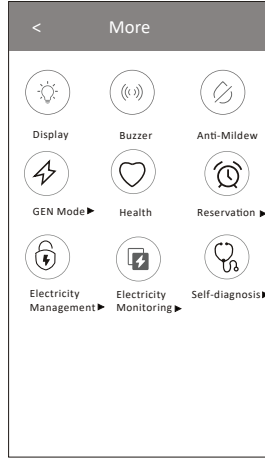 < More
Display Buzzer Anti-Mildew
GEN Mode▶ Health Reservation ▶
Electricity Electricity Self-diagnosis▶
Management▶ Monitoring▶